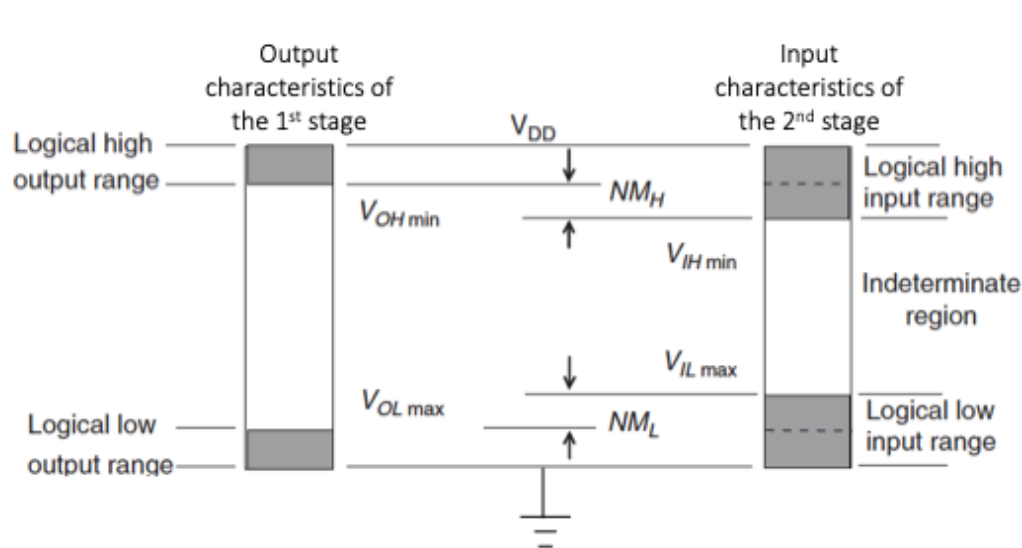 Output
characteristics of
the 1st stage
Input
characteristics of
the 2nd stage
VDD
Logical high
output range
NMH
VOH min
VIH min
Logical high
input range
Indeterminate
region
VIL max
VOL max
NML
Logical low
output range
Logical low
input range